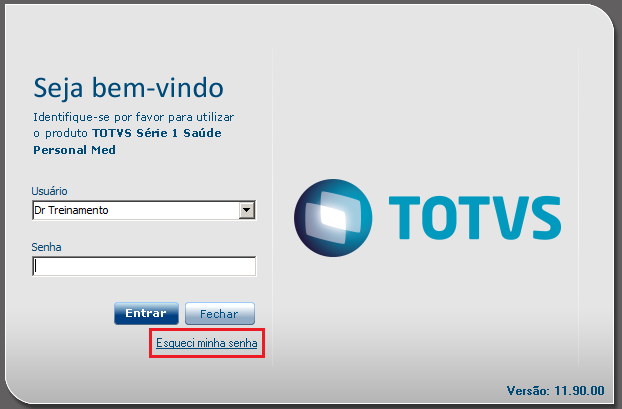 Seja bem-vindo
Identifique-se por favor para utilizar
o produto TOTVS Série 1 Saúde
Personal Med
Usuário
Dr Treinamento
Senha
Entrar
Fechar
Esqueci minha senha
TOTVS
Versão: 11.90.00